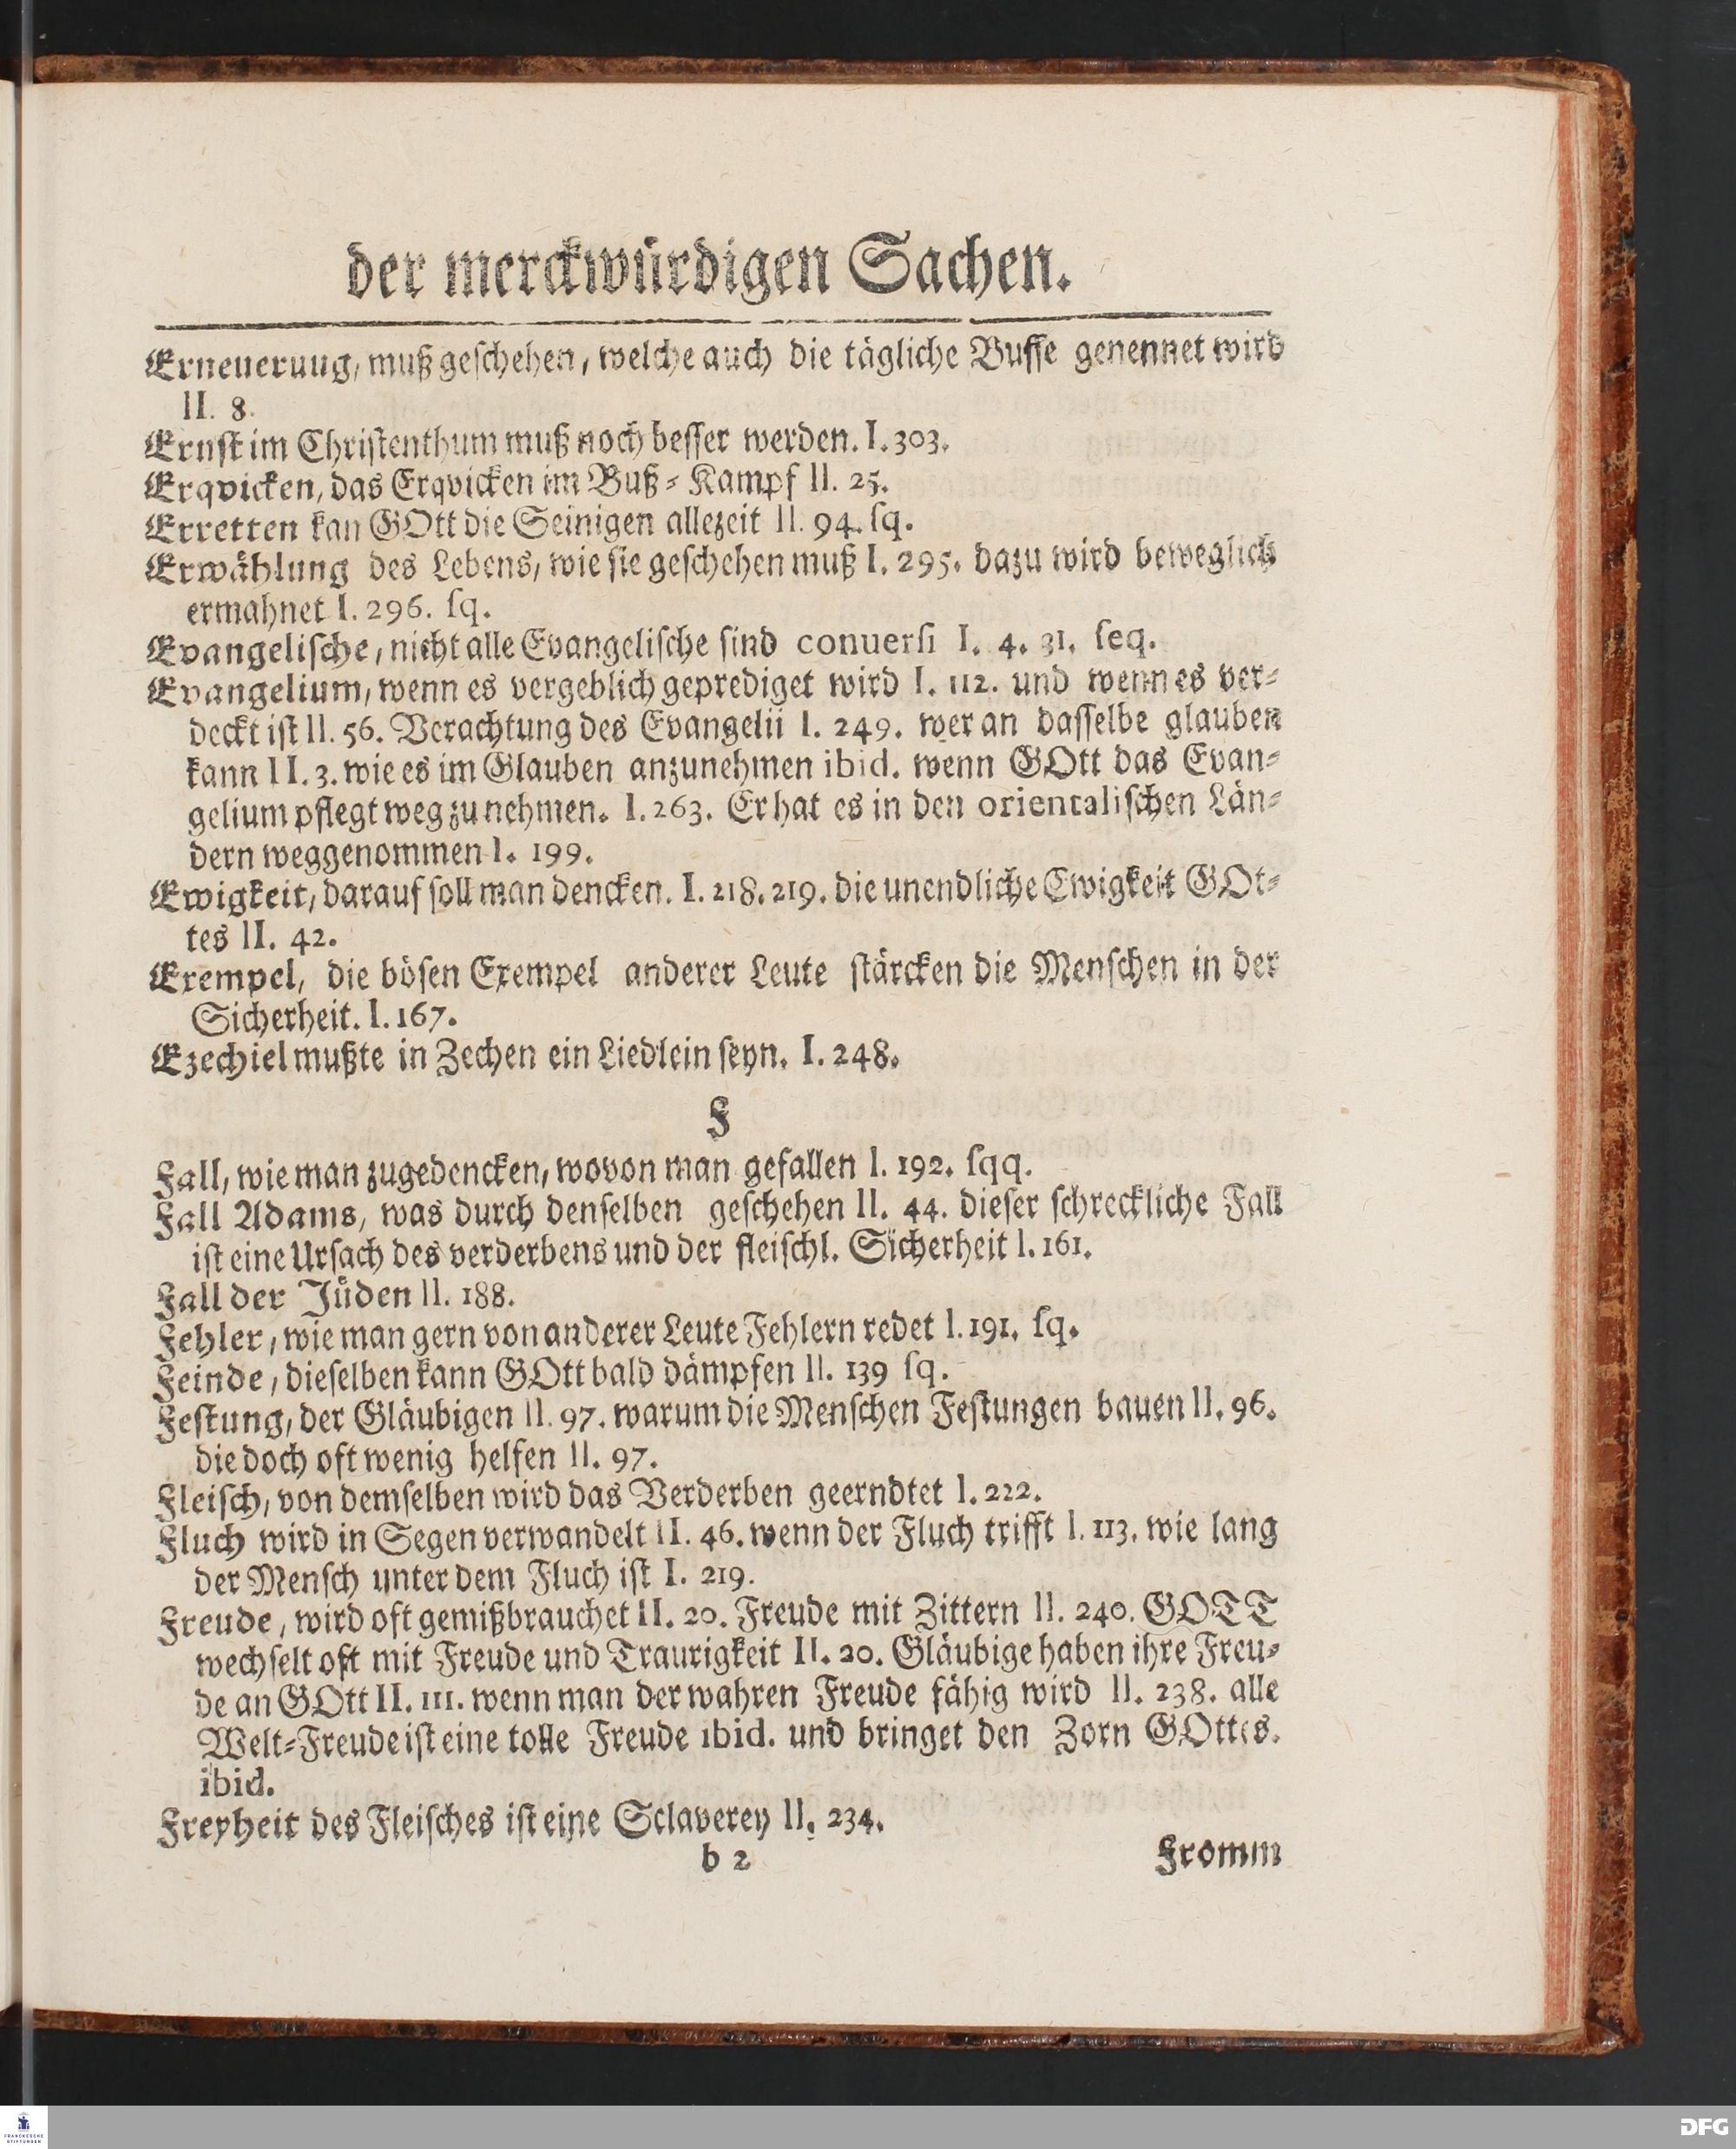 der merckwürdigen Sachen.
Erneueruug, muß geſchehen, welche auch die tägliche Buſſe genennet wird
II. 8.
Ernſt im Chriſtenthum muß noch beſſer werden. I. 303.
Erqvicken, das Erqvicken im Buß-Kampf II. 25.
Erretten kan GOtt die Seinigen allezeit II. 94. ſq.
Erwählung des Lebens, wie ſie geſchehen muß I. 295. dazu wird beweglich
ermahnet I. 296. ſq.
Evangeliſche, nicht alle Evangeliſche ſind conuerſi I. 4. 31. ſeq.
Evangelium, wenn es vergeblich geprediget wird I. 112. und wenn es ver-
deckt iſt II. 56. Verachtung des Evangelii I. 249. wer an daſſelbe glauben
kann II. 3. wie es im Glauben anzunehmen ibid. wenn GOtt das Evan-
gelium pflegt weg zu nehmen. I. 263. Er hat es in den orientaliſchen Län-
dern weggenommen I. 199.
Ewigkeit, darauf ſoll man dencken. I. 218. 219. die unendliche Ewigkeit GOt-
tes II. 42.
Exempel, die böſen Exempel anderer Leute ſtärcken die Menſchen in der
Sicherheit. I. 167.
Ezechiel mußte in Zechen ein Liedlein ſeyn. I. 248.
F
Fall, wie man zugedencken, wovon man gefallen I. 192. ſqq.
Fall Adams, was durch denſelben geſchehen II. 44. dieſer ſchreckliche Fall
iſt eine Urſach des verderbens und der fleiſchl. Sicherheit I. 161.
Fall der Jüden II. 188.
Fehler, wie man gern von anderer Leute Fehlern redet I. 191. ſq.
Feinde, dieſelben kann GOtt bald dämpfen II. 139 ſq.
Feſtung, der Gläubigen II. 97. warum die Menſchen Feſtungen bauen II. 96.
die doch oft wenig helfen II. 97.
Fleiſch, von demſelben wird das Verderben geerndtet I. 222.
Fluch wird in Segen verwandelt II. 46. wenn der Fluch trifft I. 113. wie lang
der Menſch unter dem Fluch iſt I. 219.
Freude, wird oft gemißbrauchet II. 20. Freude mit Zittern II. 240. GOTT
wechſelt oft mit Freude und Traurigkeit II. 20. Gläubige haben ihre Freu-
de an GOtt II. 111. wenn man der wahren Freude fähig wird II. 238. alle
Welt-Freude iſt eine tolle Freude ibid. und bringet den Zorn GOttes.
ibid.
Freyheit des Fleiſches iſt eine Sclaverey II. 234.
b 2 Fromm
FRANCKESCHE
STIFTUNGEN
DFG